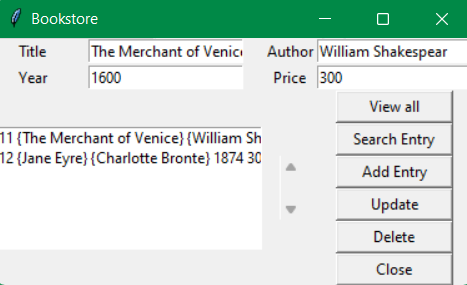 Bookstore
Title The Merchant of Venice Author William Shakespear
Year 1600 Price 300
View all
11 {The Merchant of Venice} {William Sh
Search Entry
12 {Jane Eyre} {Charlotte Bronte} 1874 30
Add Entry
Update
Delete
Close